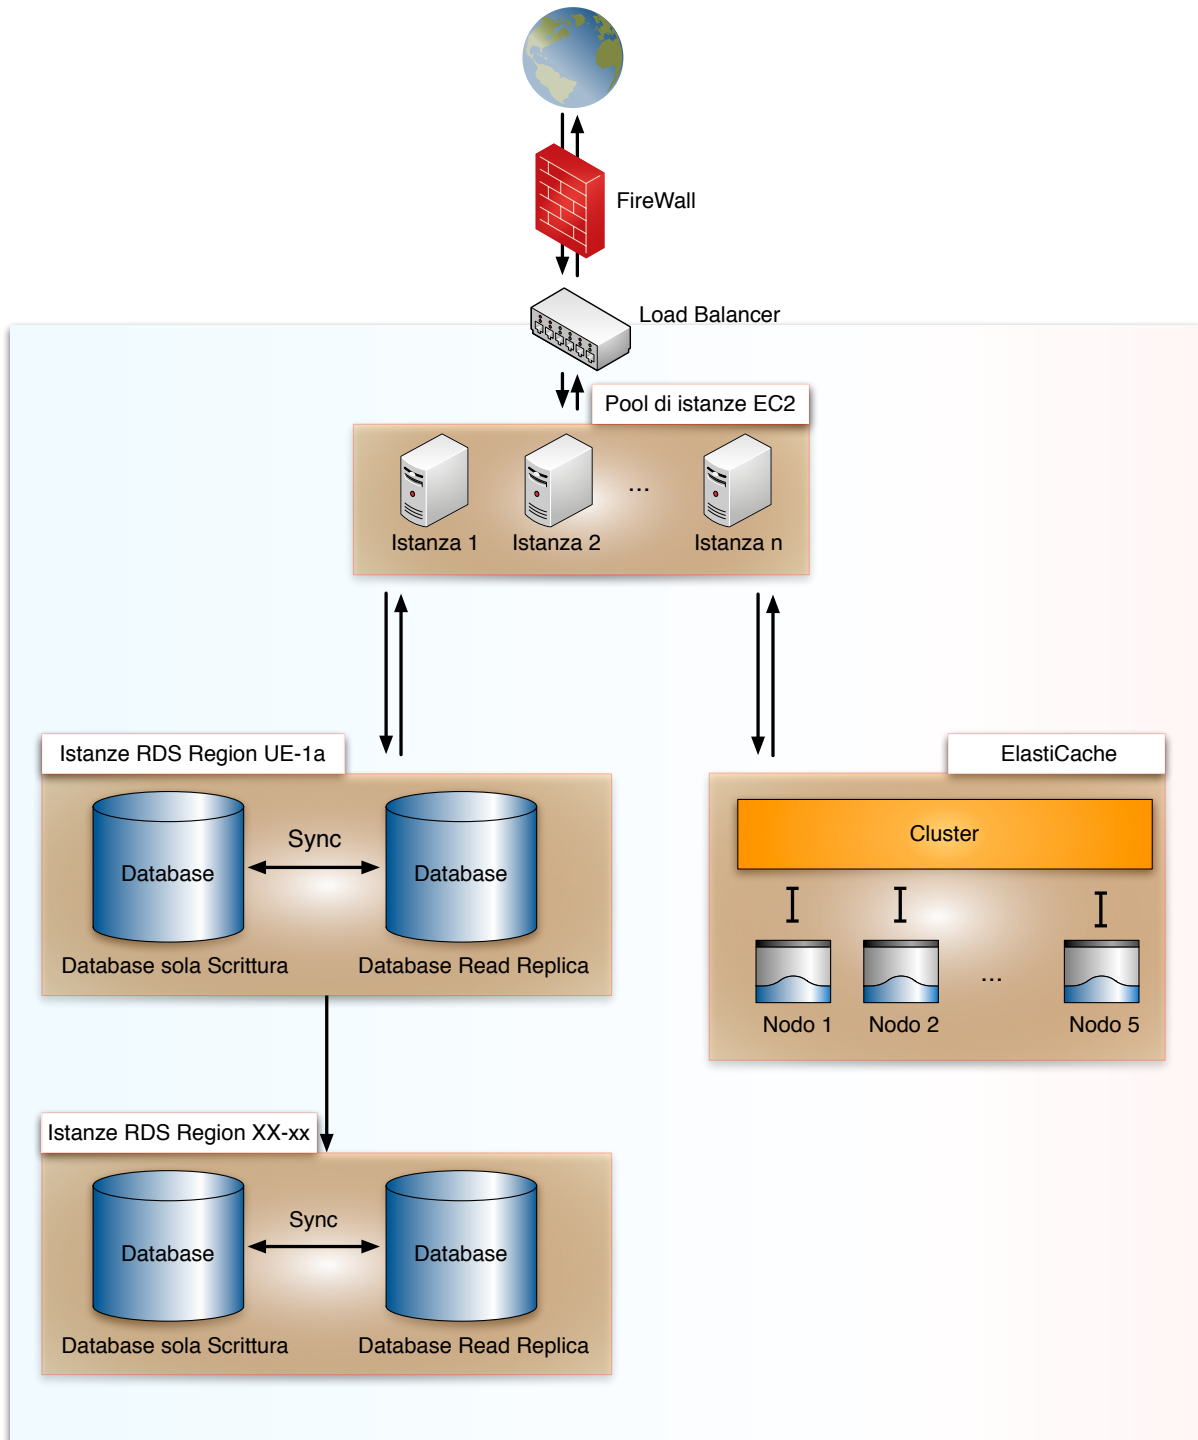 FireWall
Load Balancer
Pool di istanze EC2
...
Istanza 1
Istanza 2
Istanza n
Istanze RDS Region UE-1a
Sync
Database
Database
Database sola Scrittura
Database Read Replica
ElastiCache
Cluster
...
Nodo 1
Nodo 2
Nodo 5
Istanze RDS Region XX-xx
Sync
Database
Database
Database sola Scrittura
Database Read Replica